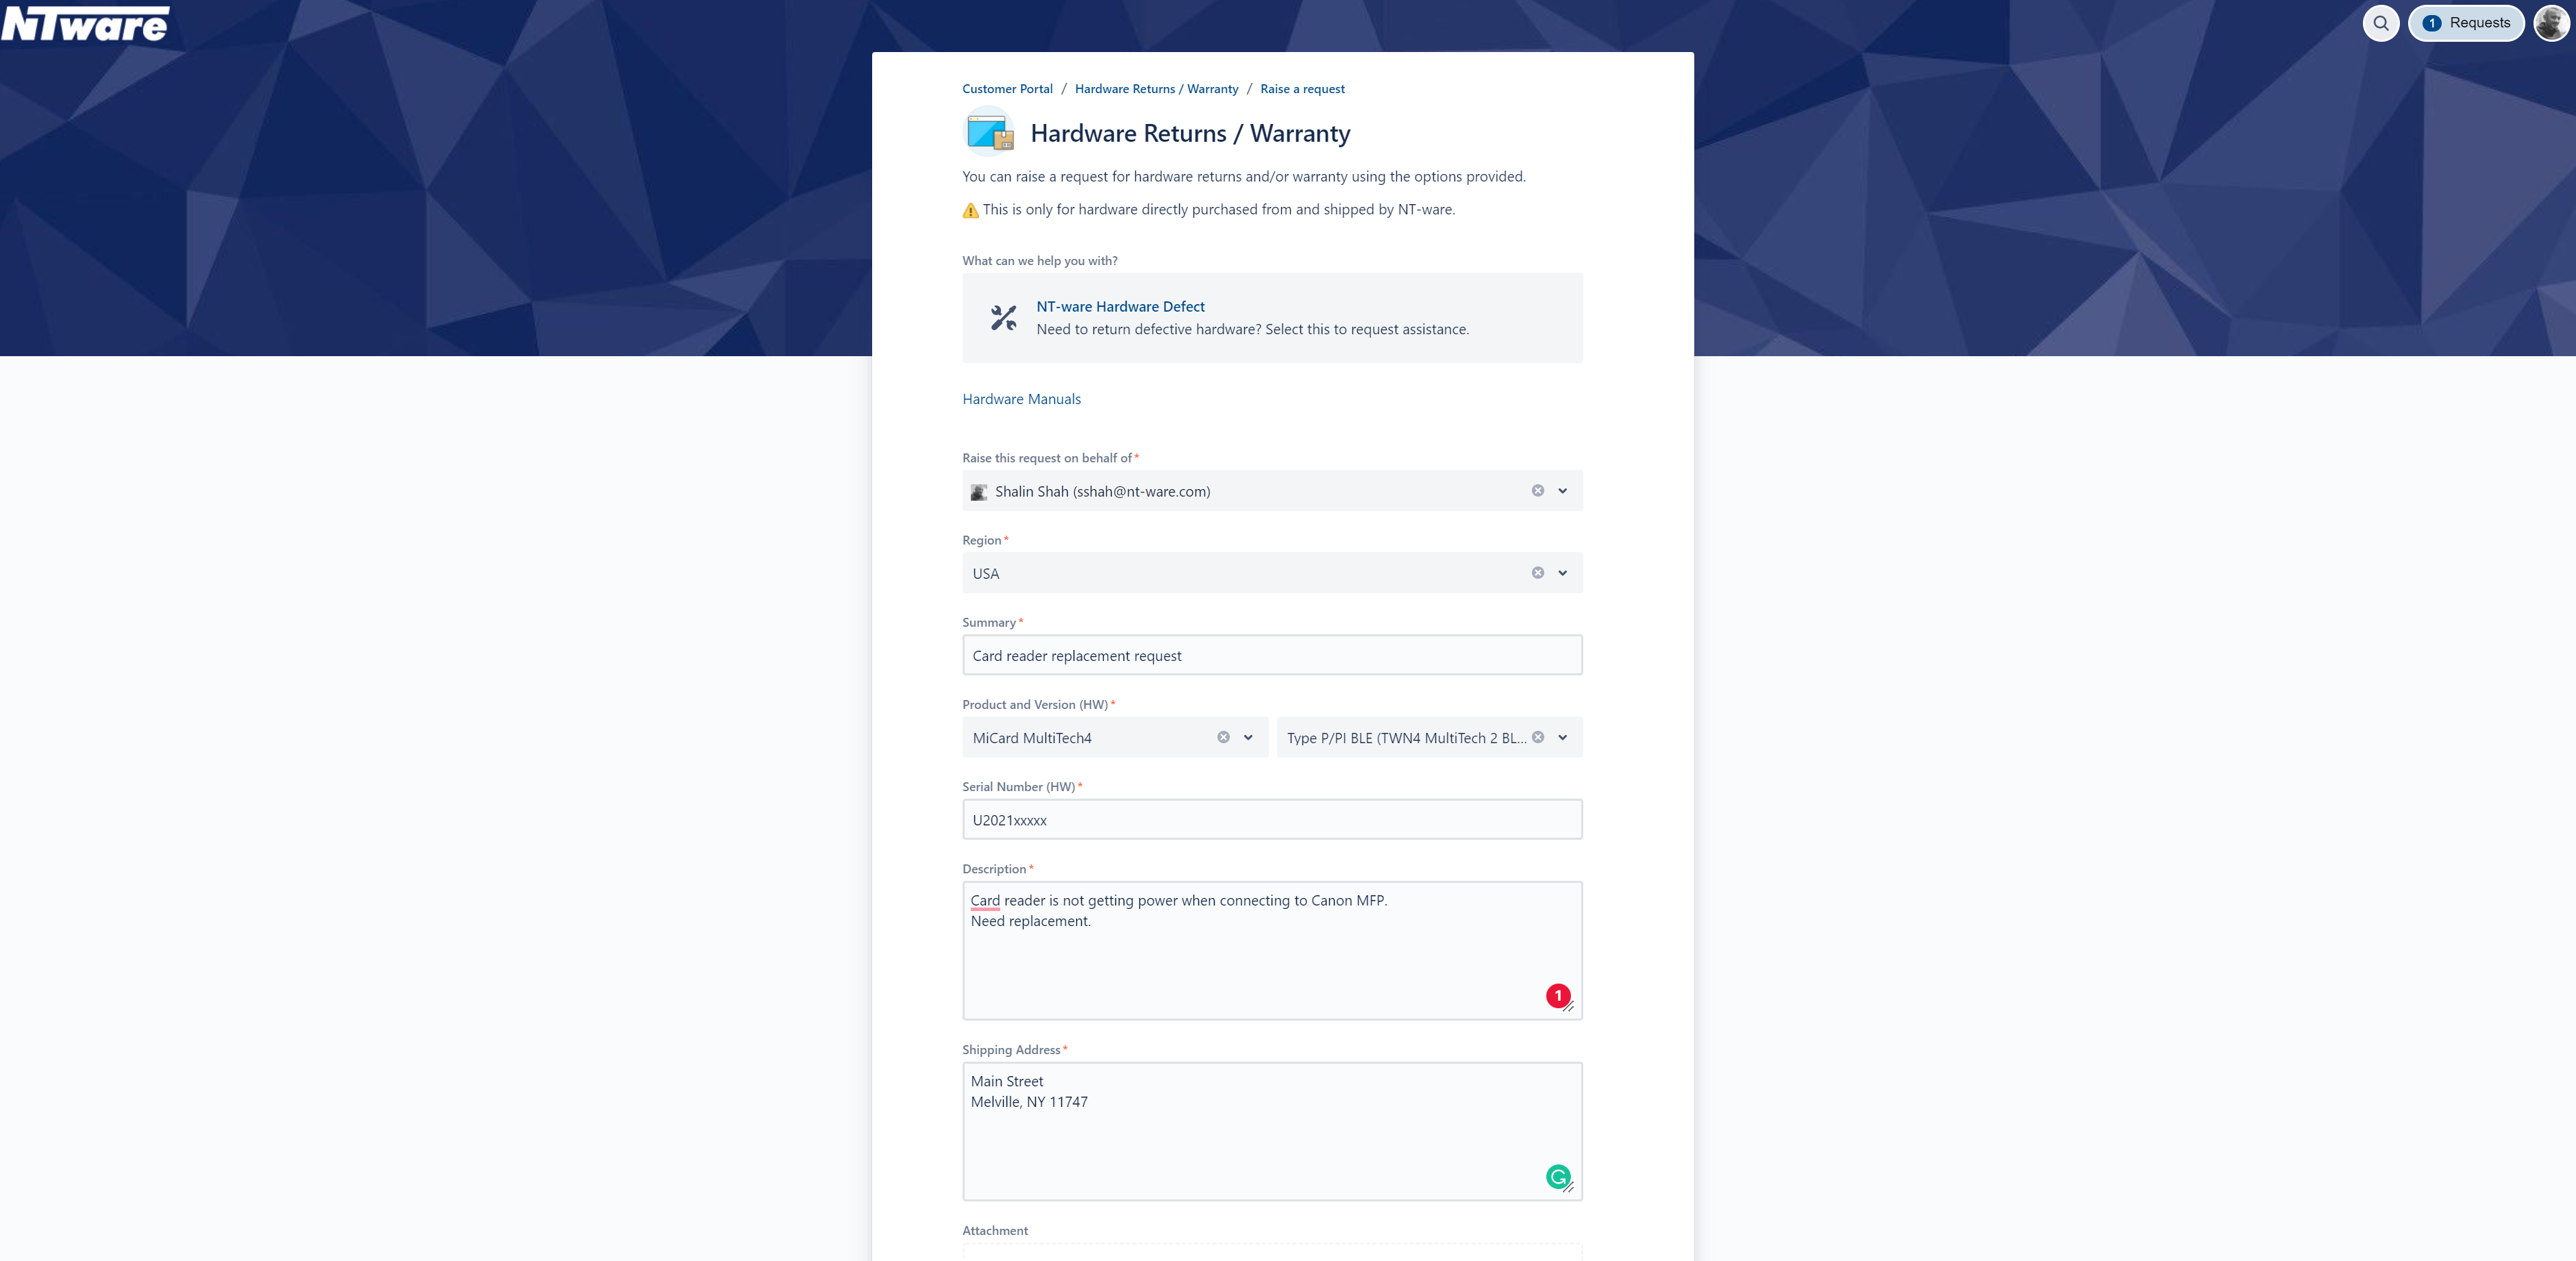 NTware
1 Requests
Customer Portal / Hardware Returns / Warranty / Raise a request
Hardware Returns / Warranty
You can raise a request for hardware returns and/or warranty using the options provided.
This is only for hardware directly purchased from and shipped by NT-ware.
What can we help you with?
NT-ware Hardware Defect
Need to return defective hardware? Select this to request assistance.
Hardware Manuals
Raise this request on behalf of *
Shalin Shah (sshah@nt-ware.com)
Region *
USA
Summary *
Card reader replacement request
Product and Version (HW) *
MiCard MultiTech4
Type P/PI BLE (TWN4 MultiTech 2 BL...
Serial Number (HW) *
U2021xxxxx
Description *
Card reader is not getting power when connecting to Canon MFP.
Need replacement.
1
Shipping Address *
Main Street
Melville, NY 11747
Attachment